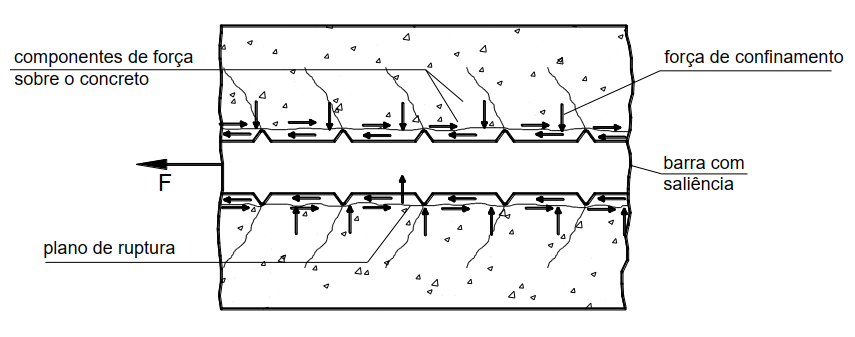 componentes de força
sobre o concreto
força de confinamento
F
barra com
saliência
plano de ruptura